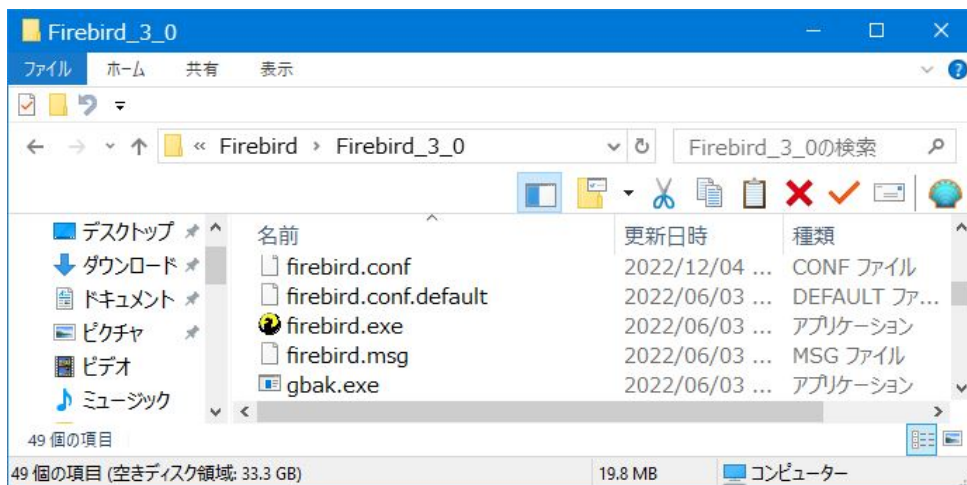 Firebird_3_0
ファイル ホーム 共有 表示
« Firebird › Firebird_3_0 Firebird_3_0の検索
デスクトップ 名前 更新日時 種類
ダウンロード firebird.conf 2022/12/04 ... CONF ファイル
ドキュメント firebird.conf.default 2022/06/03 ... DEFAULT ファ...
ピクチャ firebird.exe 2022/06/03 ... アプリケーション
ビデオ firebird.msg 2022/06/03 ... MSG ファイル
ミュージック gbak.exe 2022/06/03 ... アプリケーション
49 個の項目
49 個の項目 (空きディスク領域: 33.3 GB) 19.8 MB コンピューター